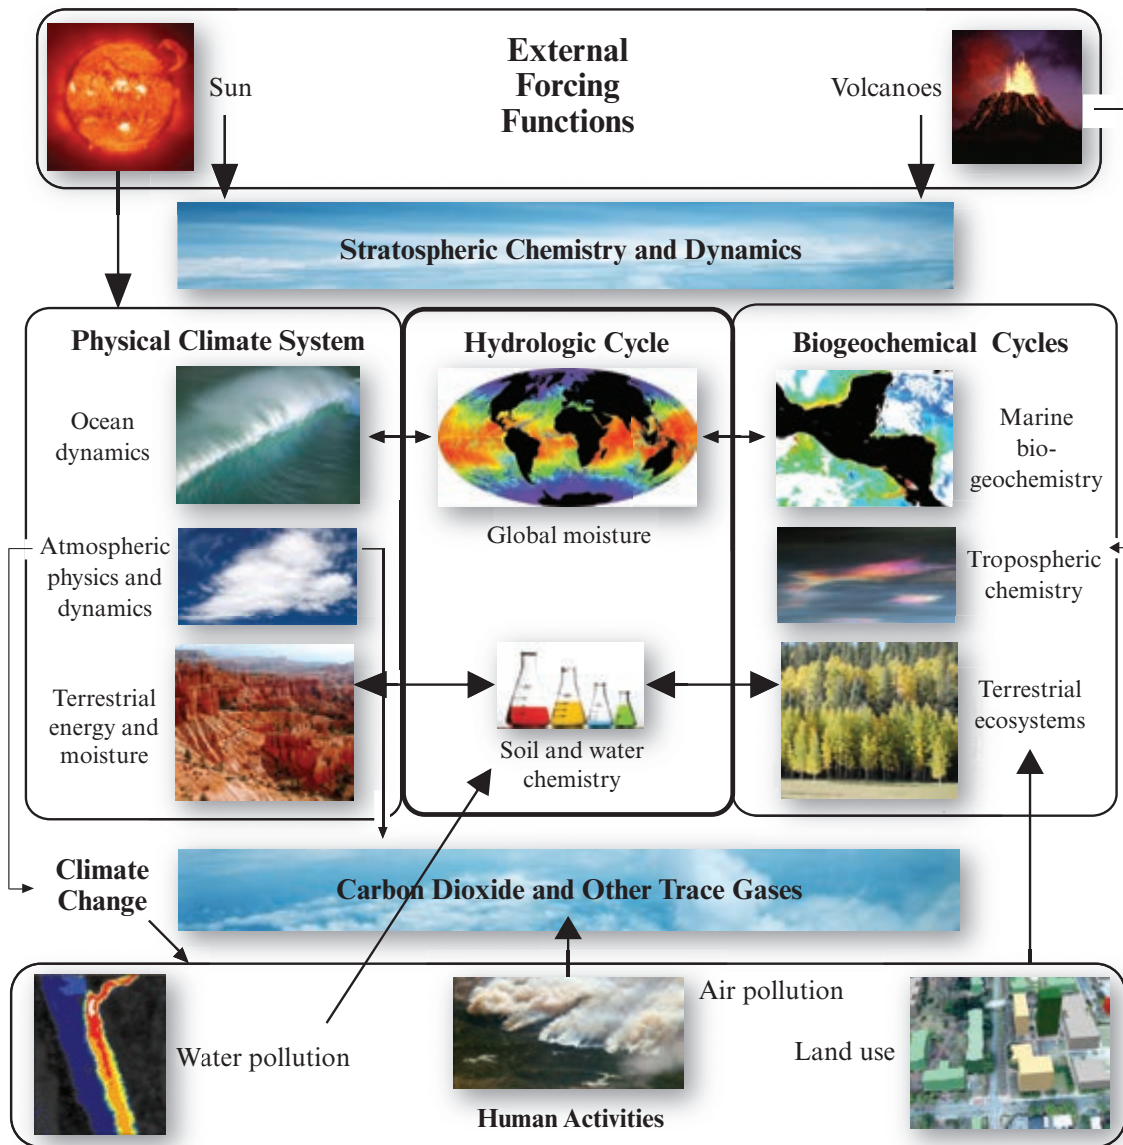 External
Forcing
Functions
Sun
Volcanoes
Stratospheric Chemistry and Dynamics
Physical Climate System
Ocean
dynamics
Atmospheric
physics and
dynamics
Terrestrial
energy and
moisture
Hydrologic Cycle
Global moisture
Soil and water
chemistry
Biogeochemical Cycles
Marine
bio-
geochemistry
Tropospheric
chemistry
Terrestrial
ecosystems
Climate
Change
Carbon Dioxide and Other Trace Gases
Water pollution
Air pollution
Land use
Human Activities